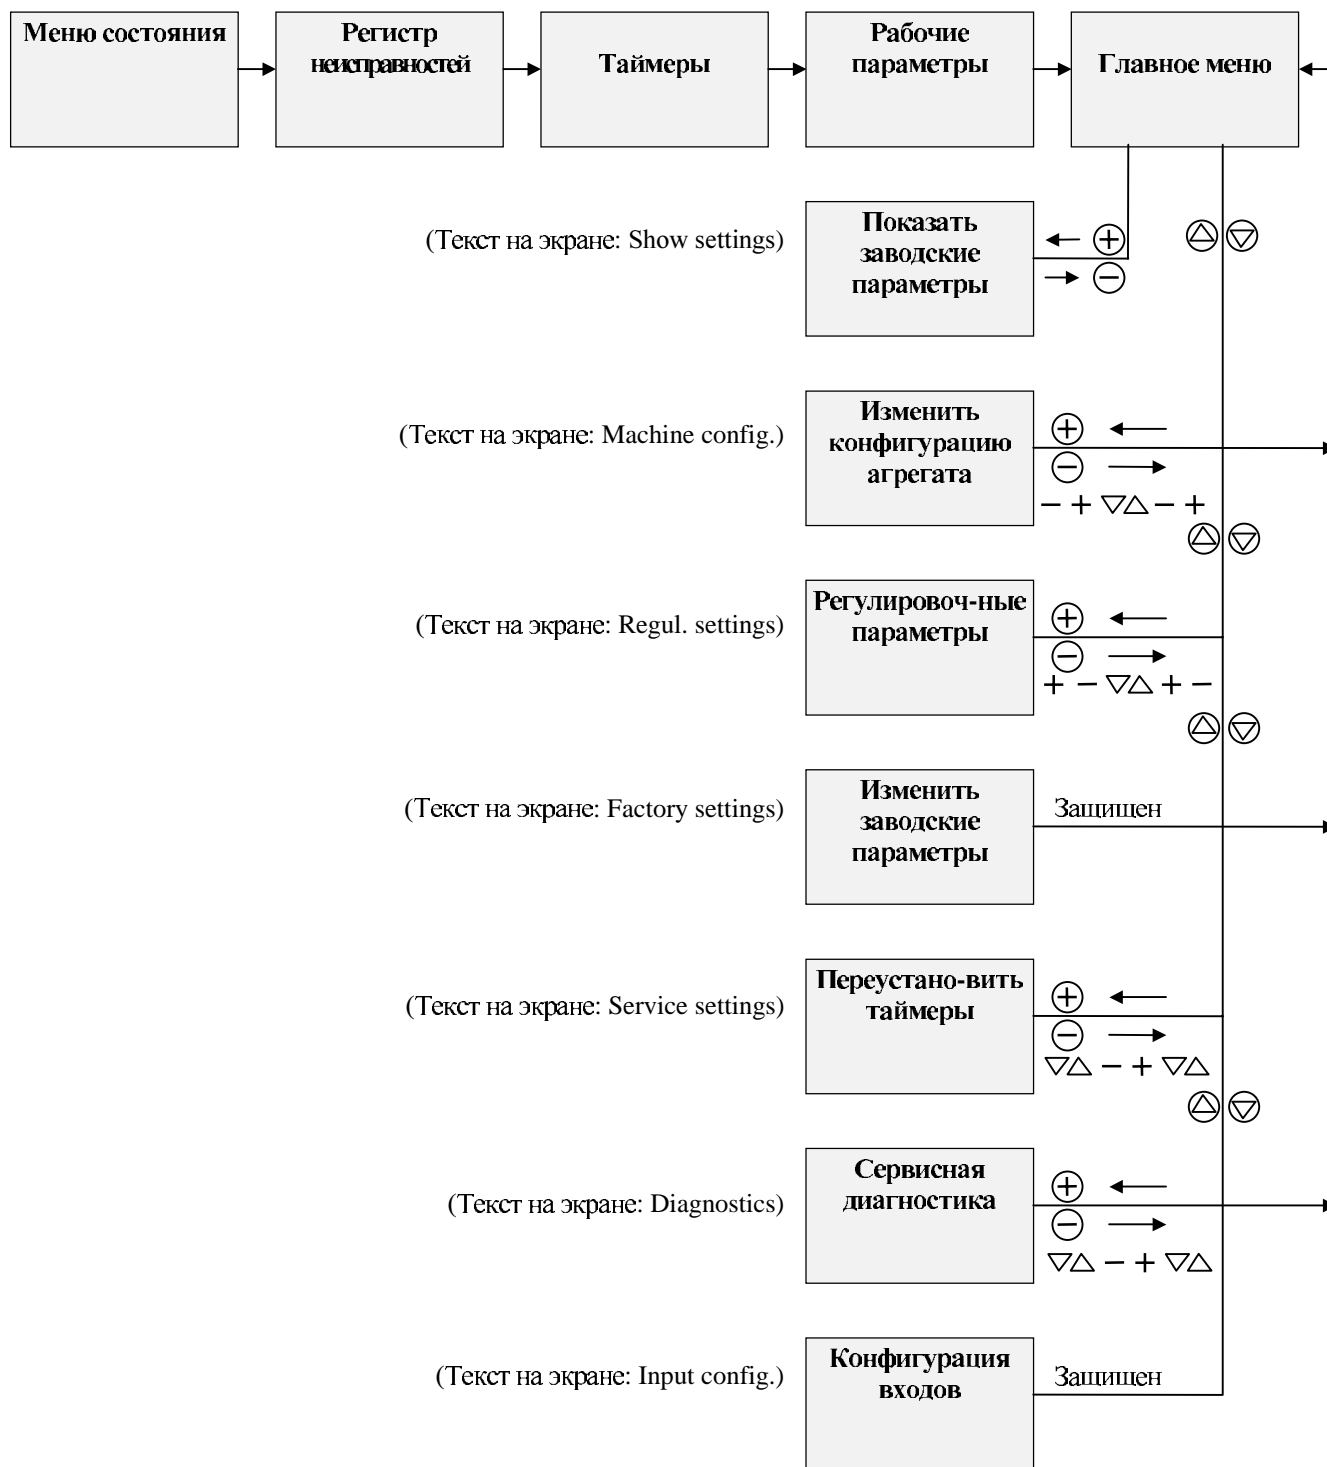 Меню состояния
Регистр
неисправностей
Таймеры
Рабочие
параметры
Главное меню
(Текст на экране: Show settings)
Показать
заводские
параметры
(Текст на экране: Machine config.)
Изменить
конфигурацию
агрегата
− + ▽△ − +
(Текст на экране: Regul. settings)
Регулировоч-ные
параметры
+ − ▽△ + −
(Текст на экране: Factory settings)
Изменить
заводские
параметры
Защищен
(Текст на экране: Service settings)
Переустано-вить
таймеры
▽△ − + ▽△
(Текст на экране: Diagnostics)
Сервисная
диагностика
▽△ − + ▽△
(Текст на экране: Input config.)
Конфигурация
входов
Защищен